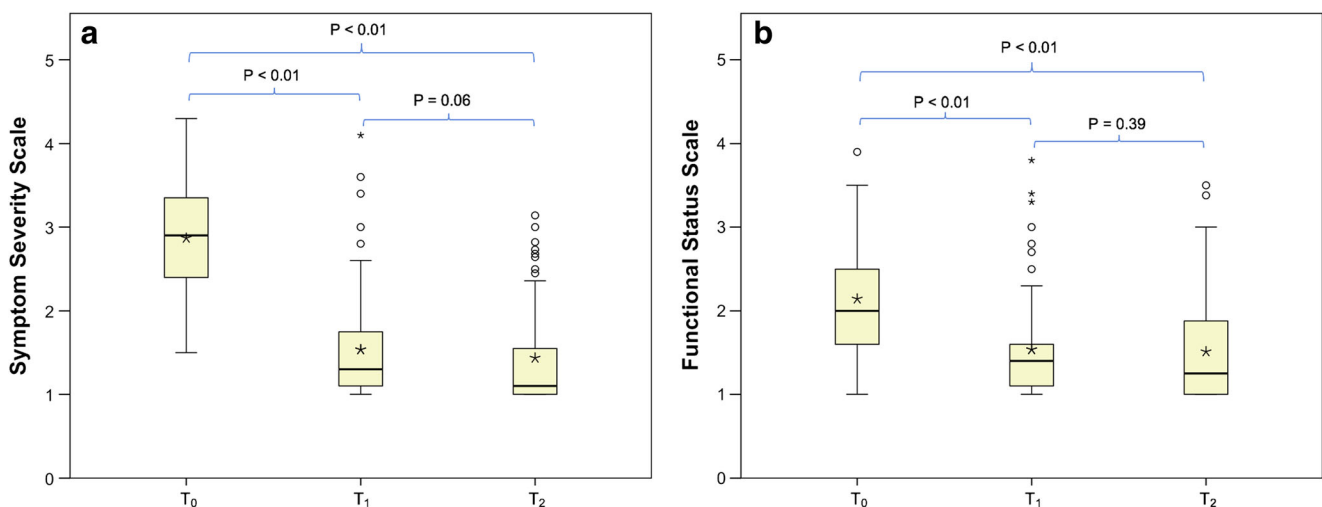 a
P < 0.01
P < 0.01
P = 0.06
Symptom Severity Scale
5
4
3
2
1
0
T₀ T₁ T₂
b
P < 0.01
P < 0.01
P = 0.39
Functional Status Scale
5
4
3
2
1
0
T₀ T₁ T₂